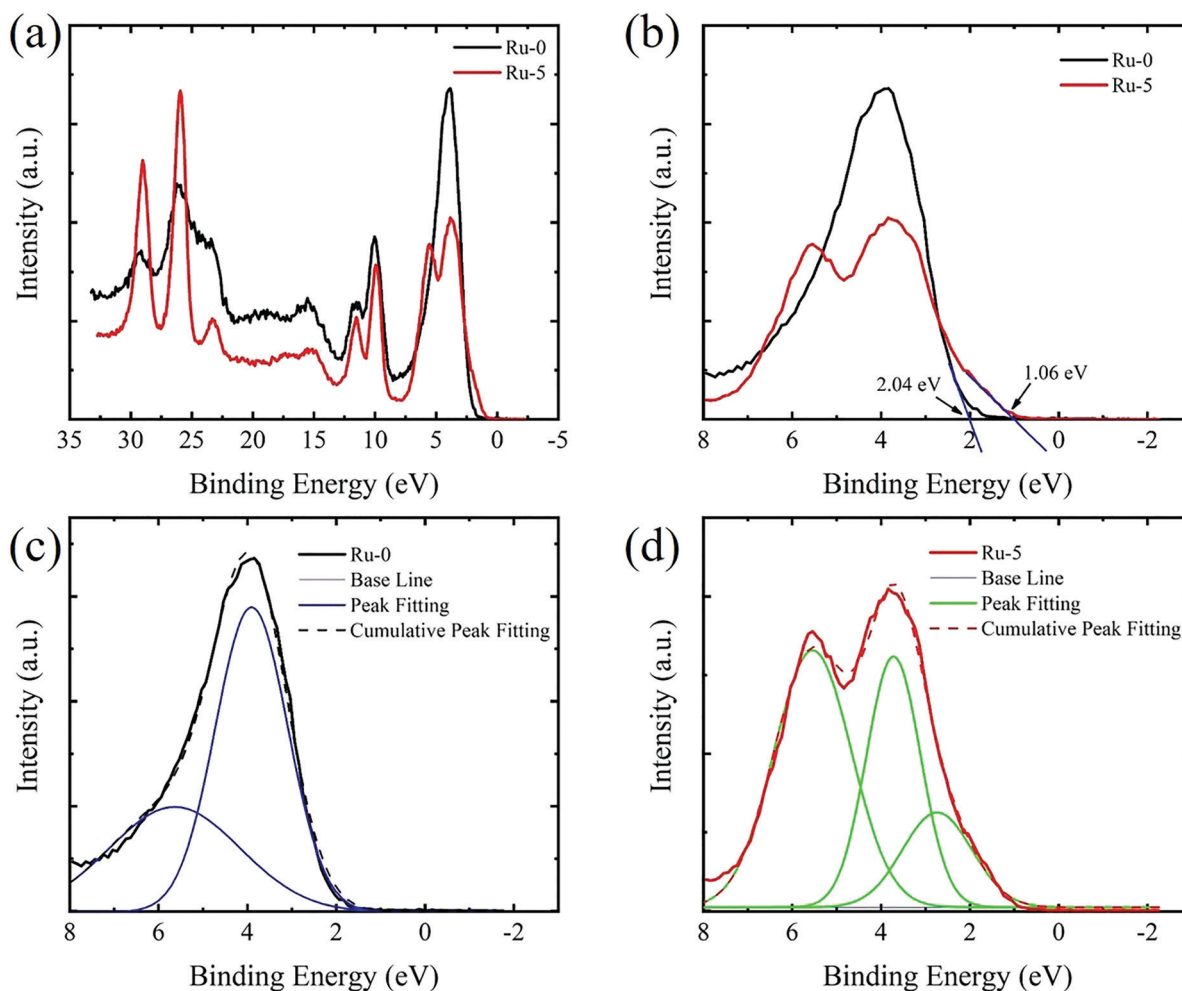 (a)
Ru-0
Ru-5
Intensity (a.u.)
35 30 25 20 15 10 5 0 -5
Binding Energy (eV)
(b)
Ru-0
Ru-5
2.04 eV
1.06 eV
Intensity (a.u.)
8 6 4 2 0 -2
Binding Energy (eV)
(c)
Ru-0
Base Line
Peak Fitting
Cumulative Peak Fitting
Intensity (a.u.)
8 6 4 2 0 -2
Binding Energy (eV)
(d)
Ru-5
Base Line
Peak Fitting
Cumulative Peak Fitting
Intensity (a.u.)
8 6 4 2 0 -2
Binding Energy (eV)